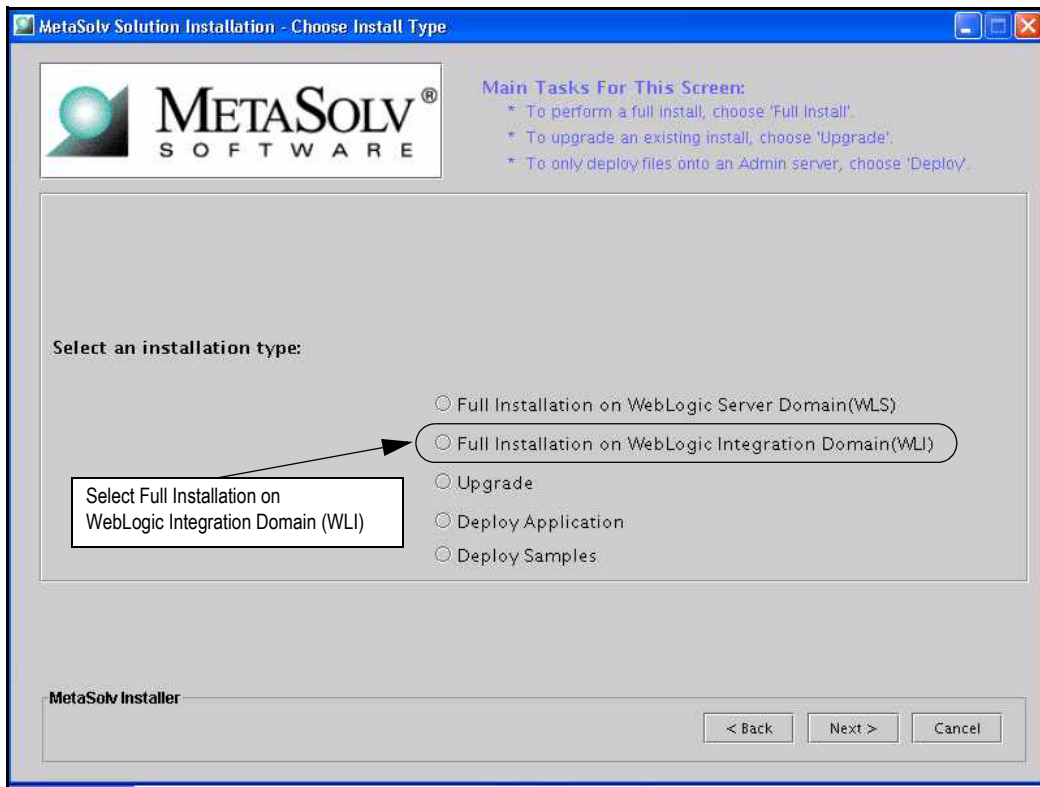 MetaSolv Solution Installation - Choose Install Type
METASOLV®
SOFTWARE
Main Tasks For This Screen:
* To perform a full install, choose 'Full Install'.
* To upgrade an existing install, choose 'Upgrade'.
* To only deploy files onto an Admin server, choose 'Deploy'.
Select an installation type:
Full Installation on WebLogic Server Domain(WLS)
Full Installation on WebLogic Integration Domain(WLI)
Upgrade
Deploy Application
Deploy Samples
Select Full Installation on
WebLogic Integration Domain (WLI)
MetaSolv Installer
< Back
Next >
Cancel